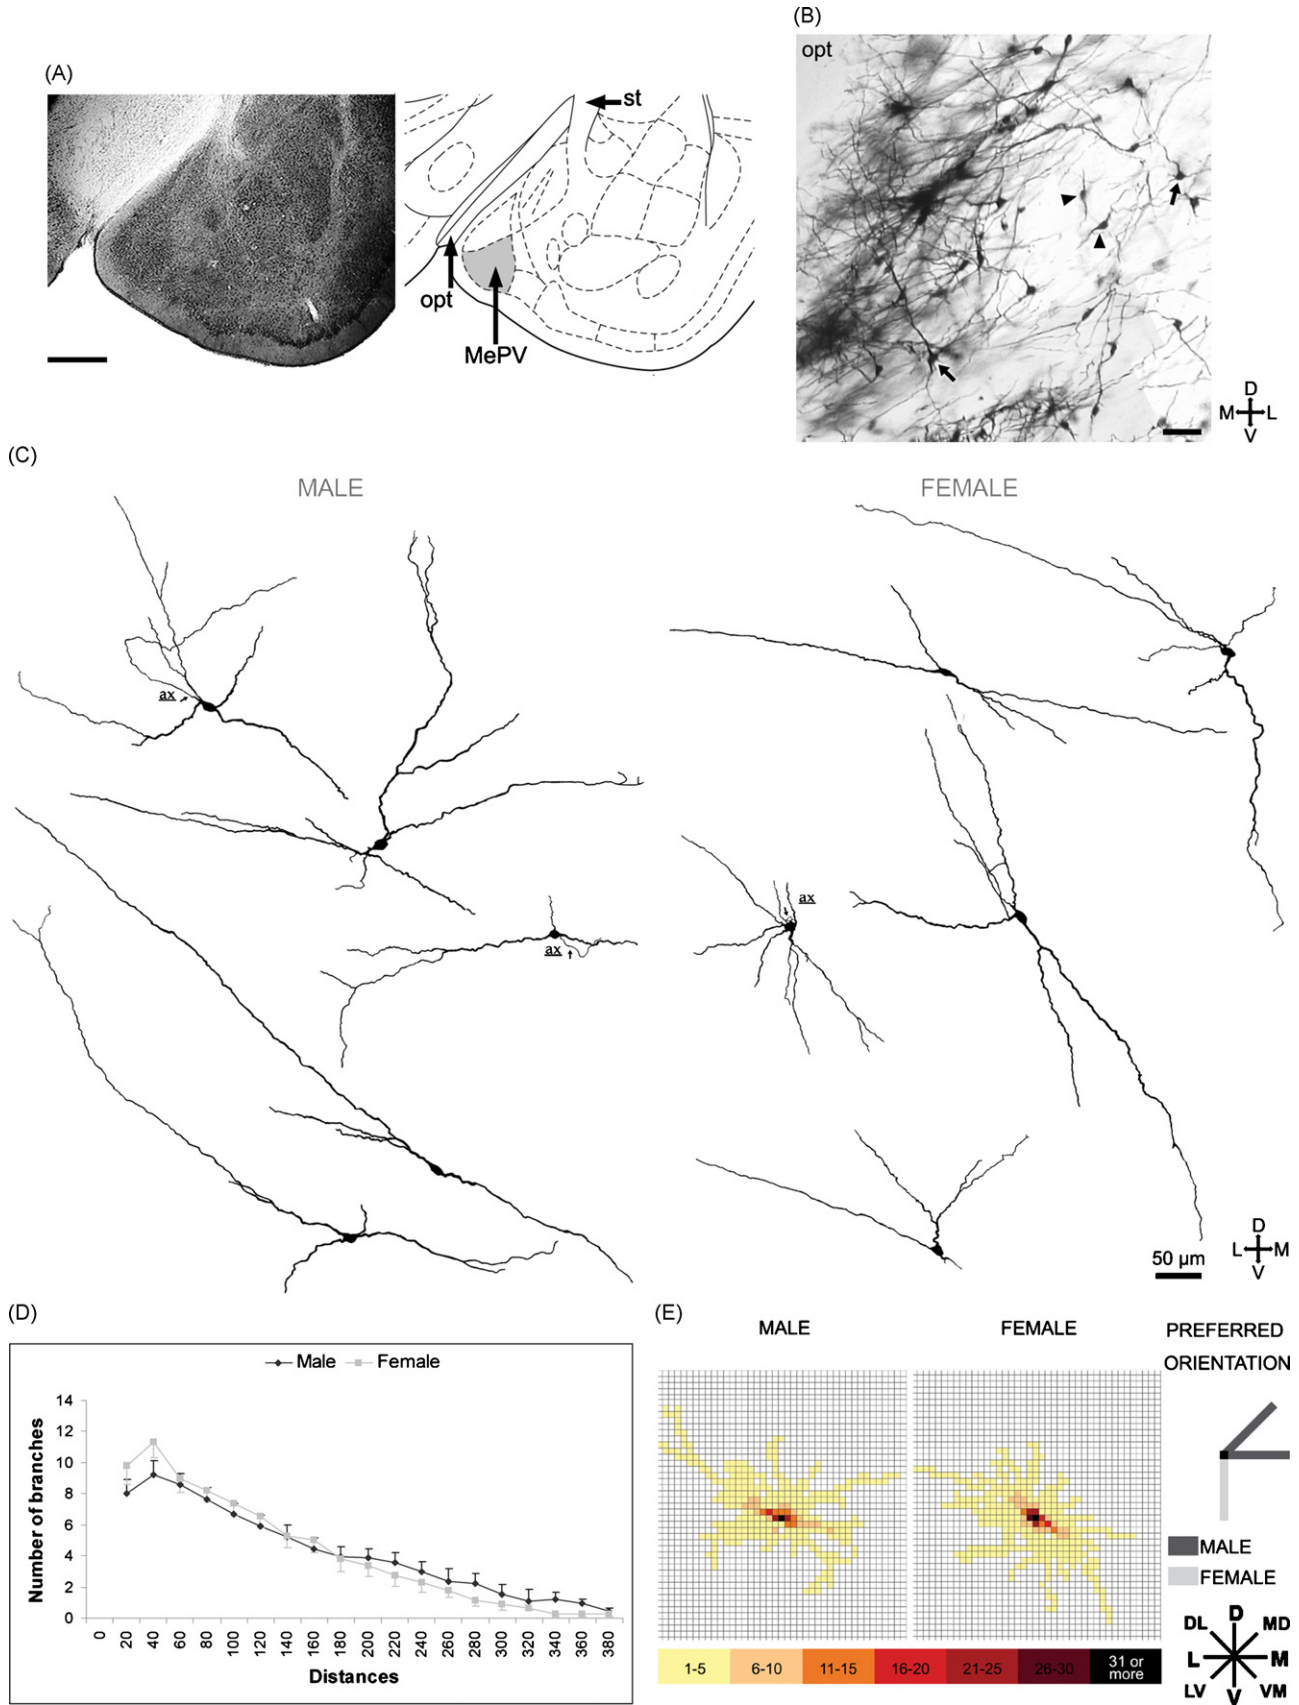 (A)
st
opt
MePV
(B)
opt
D
M L
V
(C)
MALE
FEMALE
ax
ax
ax
50 µm
D
L M
V
(D)
Male Female
Number of branches
14
12
10
8
6
4
2
0
0 20 40 60 80 100 120 140 160 180 200 220 240 260 280 300 320 340 360 380
Distances
(E)
MALE
FEMALE
PREFERRED
ORIENTATION
MALE
FEMALE
1-5 6-10 11-15 16-20 21-25 26-30 31 or
more
D
DL MD
L M
LV VM
V